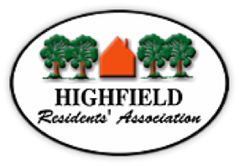 HIGHFIELD
Residents' Association